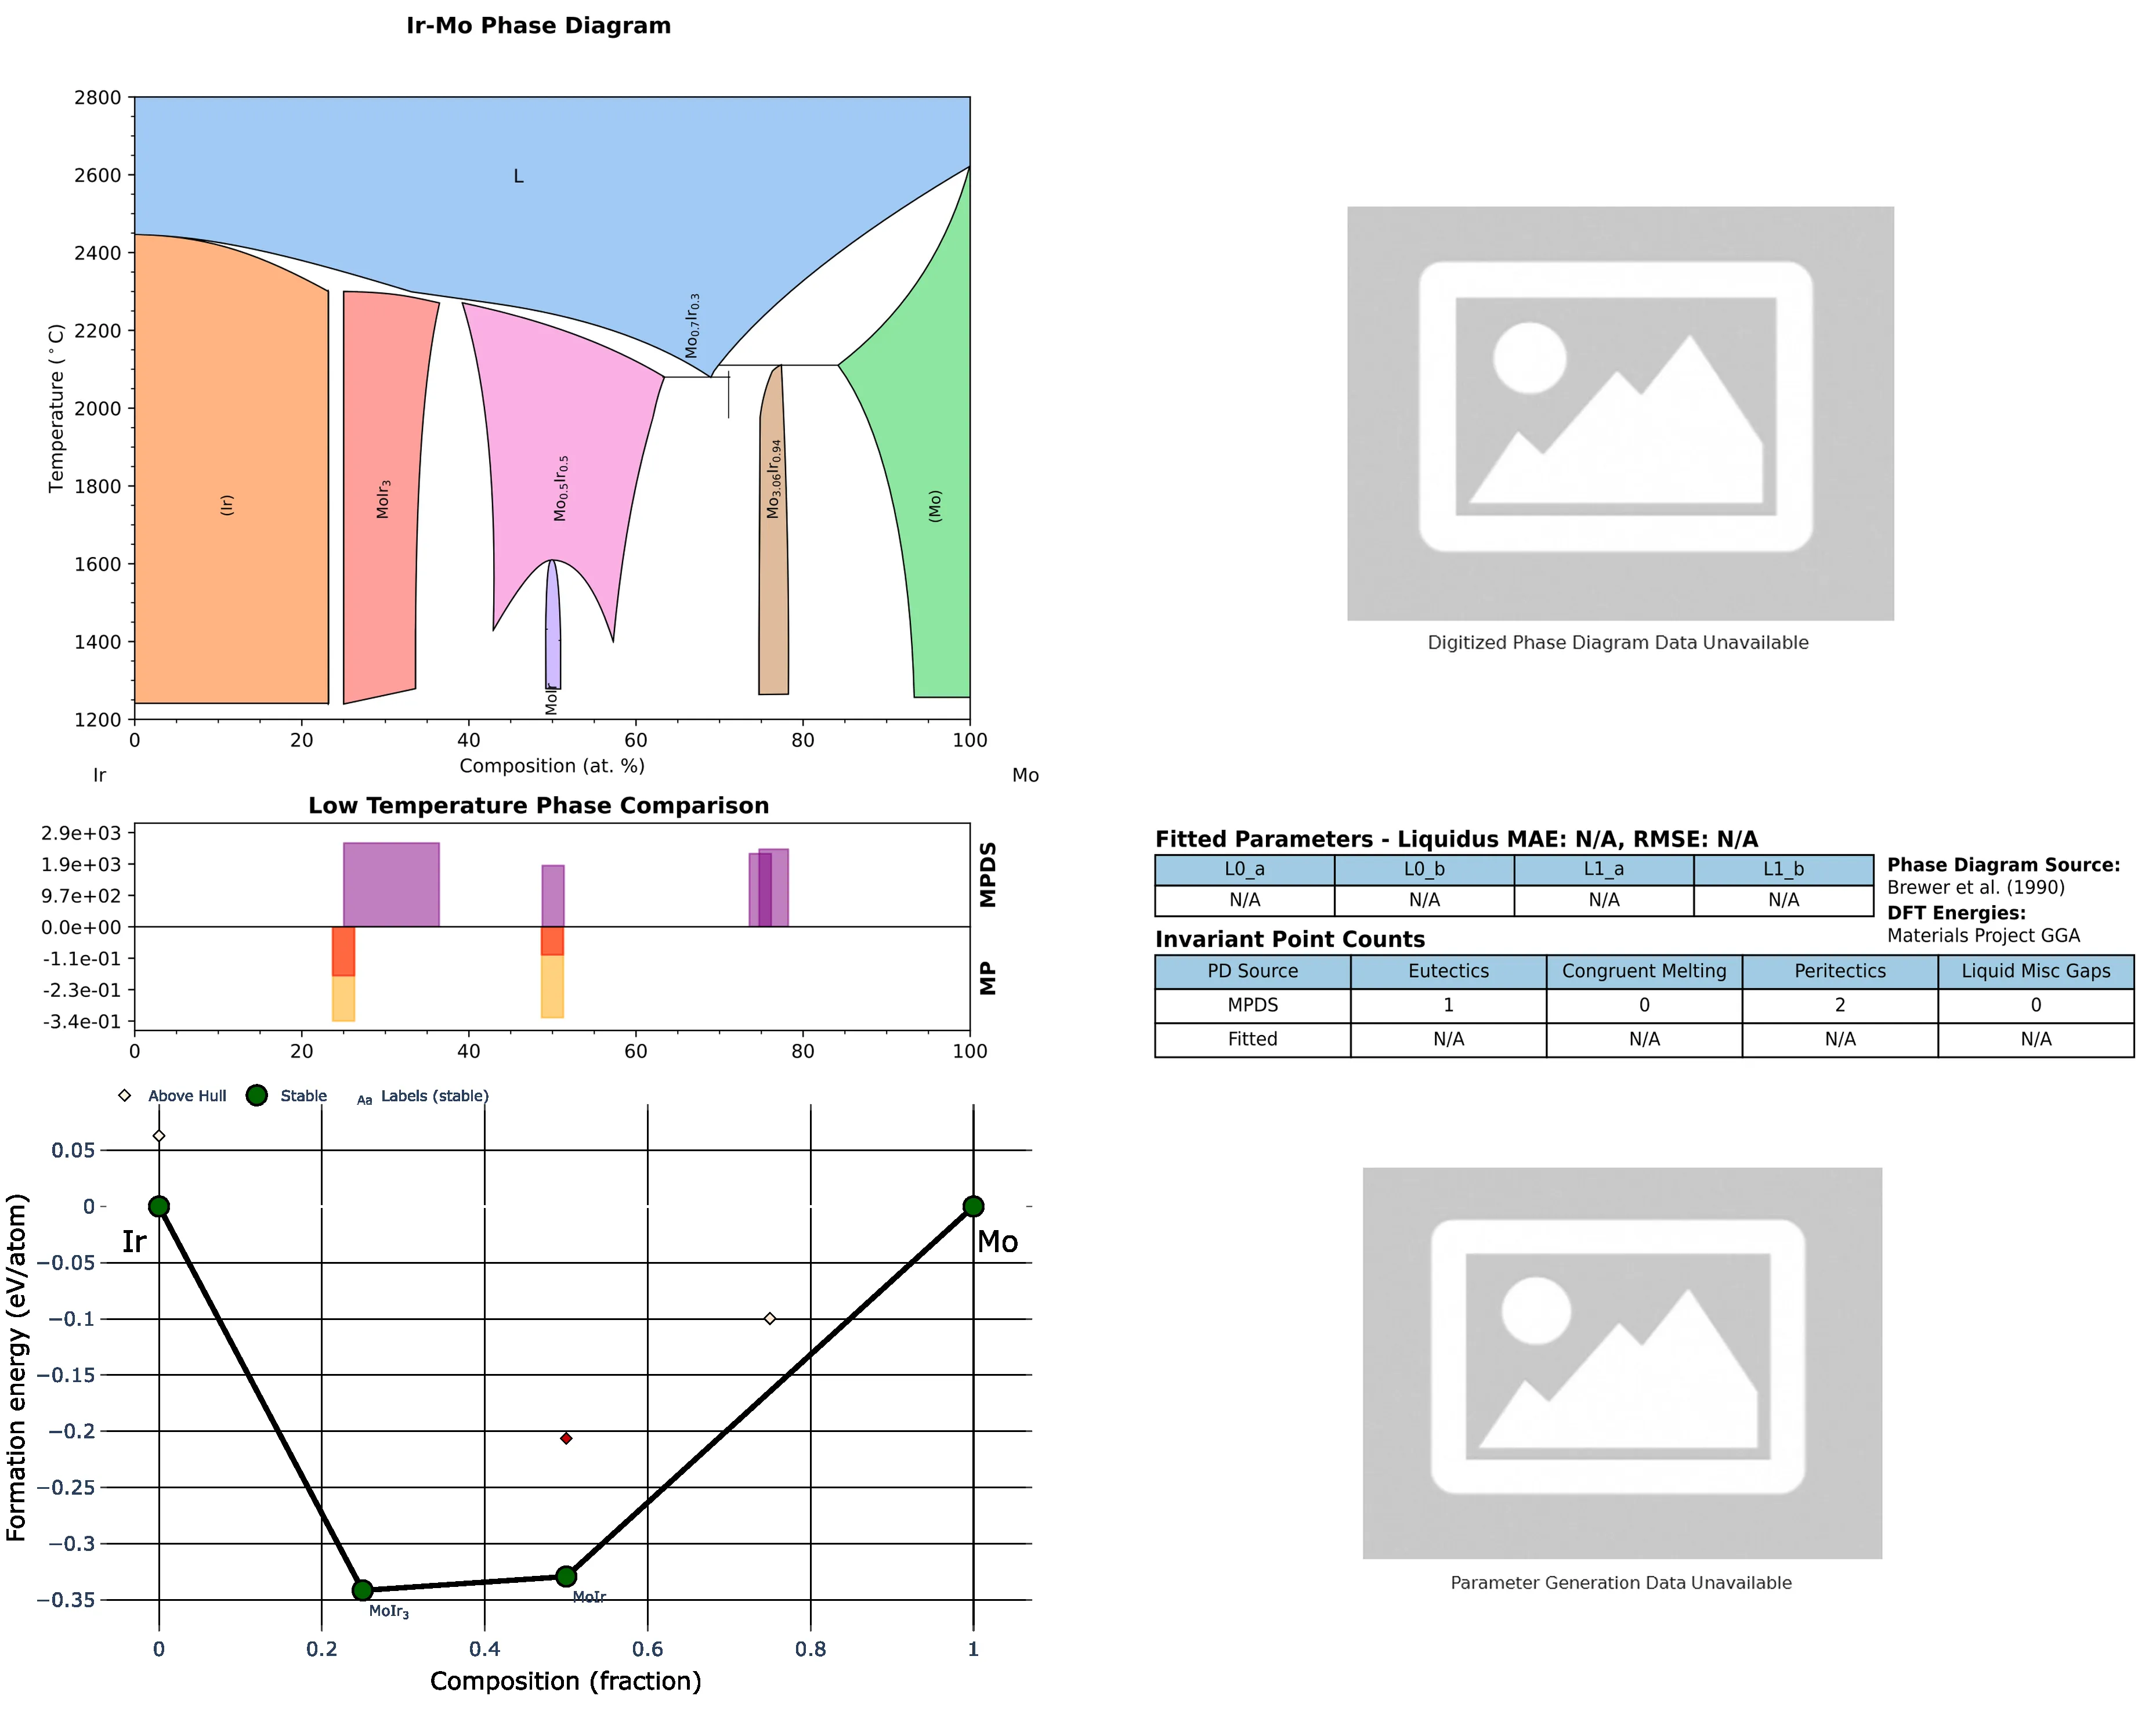 Ir-Mo Phase Diagram
2800
2600
2400
2200
2000
1800
1600
1400
1200
Temperature (°C)
L
(Ir)
MoIr₃
Mo₀.₅Ir₀.₅
MoIr
Mo₀.₇Ir₀.₃
Mo₃.₀₆Ir₀.₉₄
(Mo)
0 20 40 60 80 100
Composition (at. %)
Ir Mo
Digitized Phase Diagram Data Unavailable
Low Temperature Phase Comparison
2.9e+03
1.9e+03
9.7e+02
0.0e+00
-1.1e-01
-2.3e-01
-3.4e-01
MPDS
MP
0 20 40 60 80 100
Fitted Parameters - Liquidus MAE: N/A, RMSE: N/A
L0_a L0_b L1_a L1_b
N/A N/A N/A N/A
Phase Diagram Source:
Brewer et al. (1990)
DFT Energies:
Materials Project GGA
Invariant Point Counts
PD Source Eutectics Congruent Melting Peritectics Liquid Misc Gaps
MPDS 1 0 2 0
Fitted N/A N/A N/A N/A
Above Hull Stable Aa Labels (stable)
0.05
0
−0.05
−0.1
−0.15
−0.2
−0.25
−0.3
−0.35
Formation energy (eV/atom)
Ir
Mo
MoIr₃
MoIr
0 0.2 0.4 0.6 0.8 1
Composition (fraction)
Parameter Generation Data Unavailable